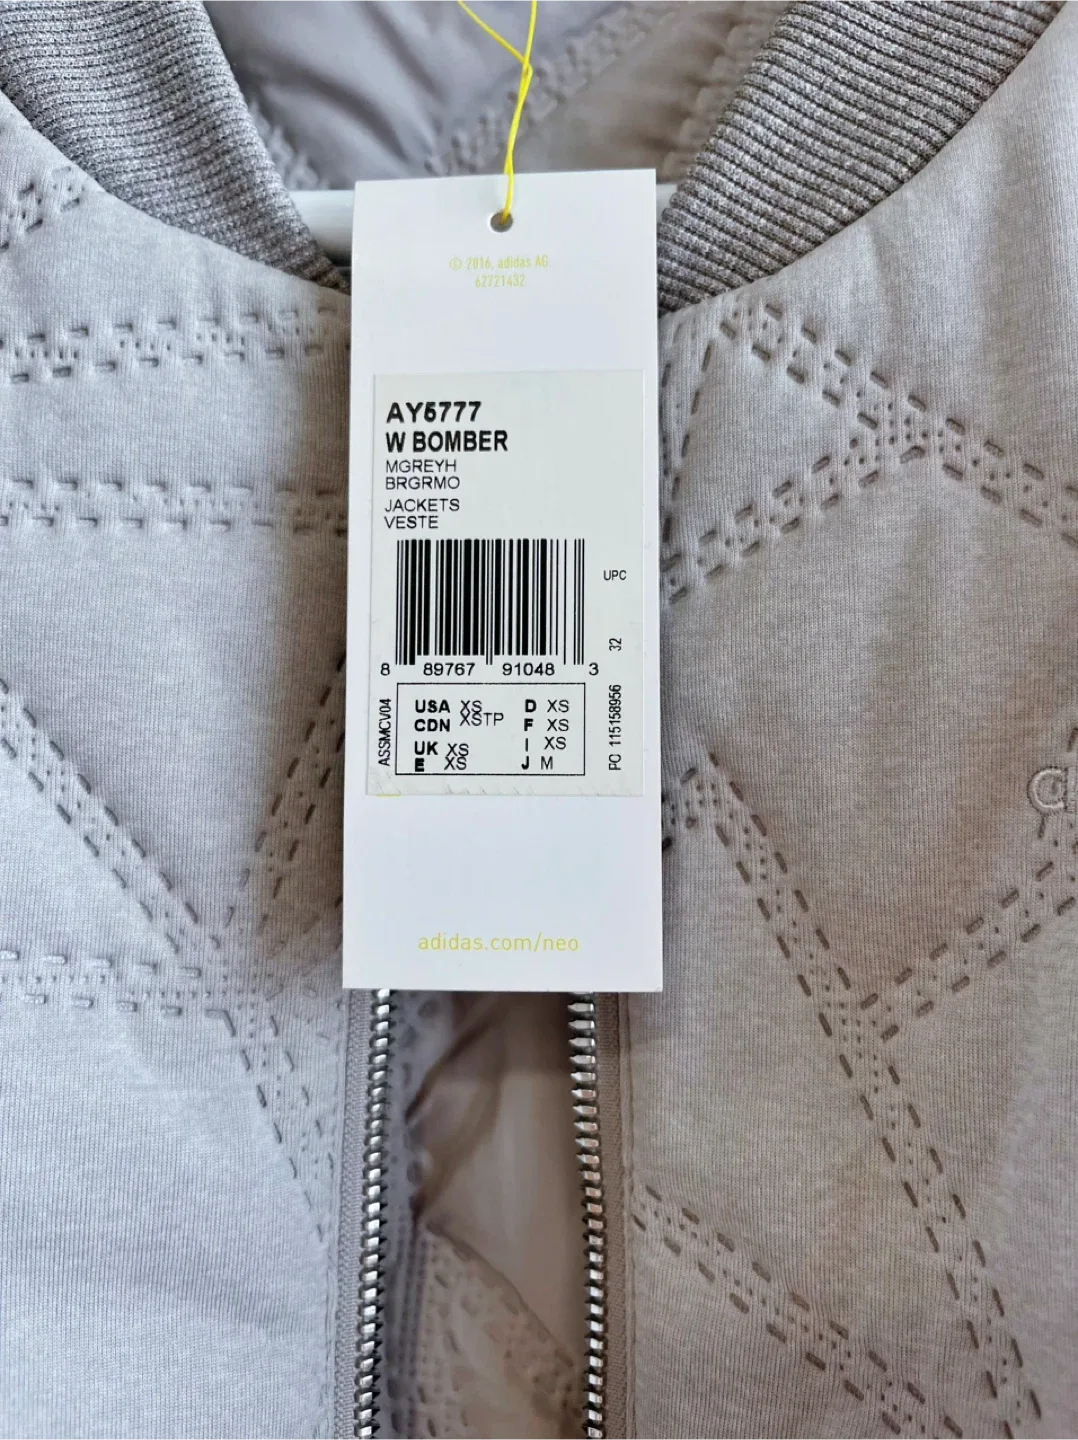 © 2016, adidas AG
62721432
AY5777
W BOMBER
MGREYH
BRGRMO
JACKETS
VESTE
UPC
8 89767 91048 3
32
ASSMCV04
PO 115158956
USA XS D XS
CDN XSTP F XS
UK XS I XS
E XS J M
adidas.com/neo